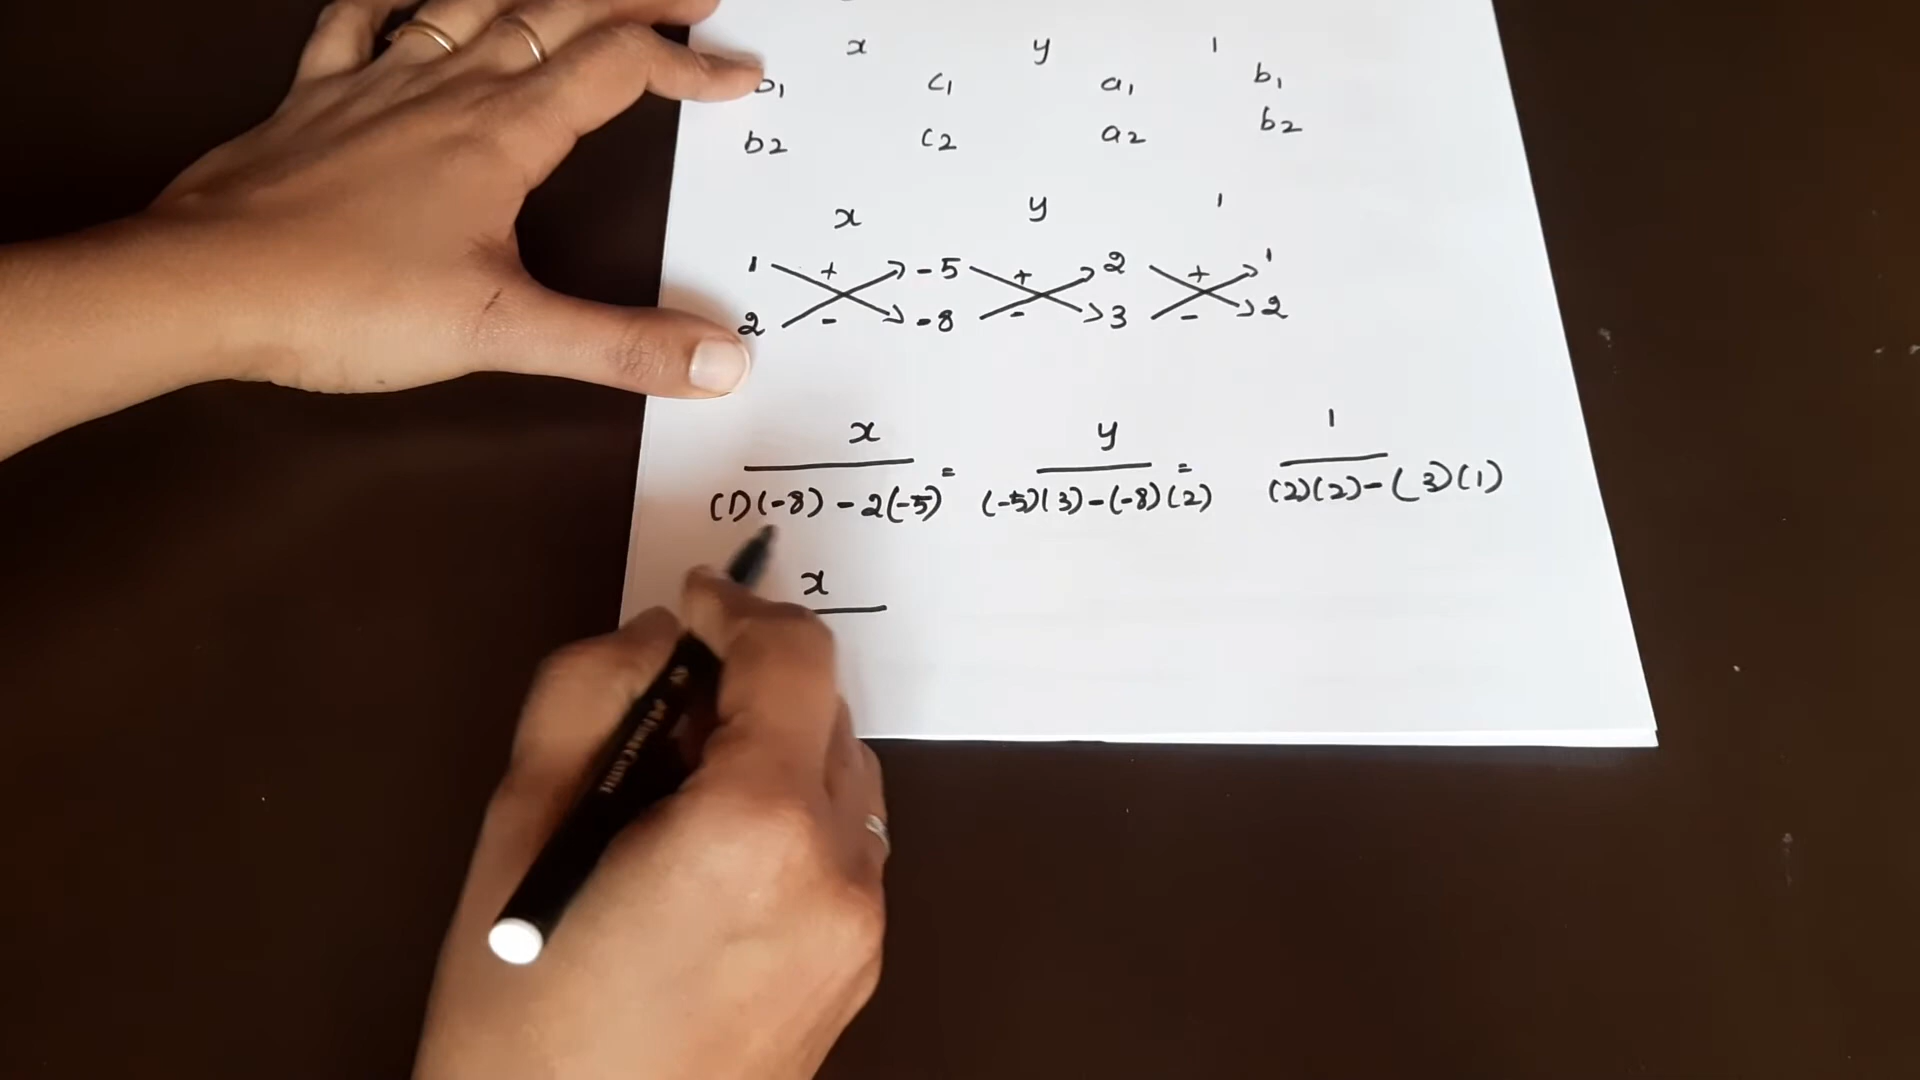 x y 1
b1 c1 a1 b1
b2 c2 a2 b2
x y 1
1 + -5 + 2 + 1
2 - -8 - 3 - 2
x y 1
(1)(-8) - 2(-5) = (-5)(3) - (-8)(2) = (2)(2) - (3)(1)
x